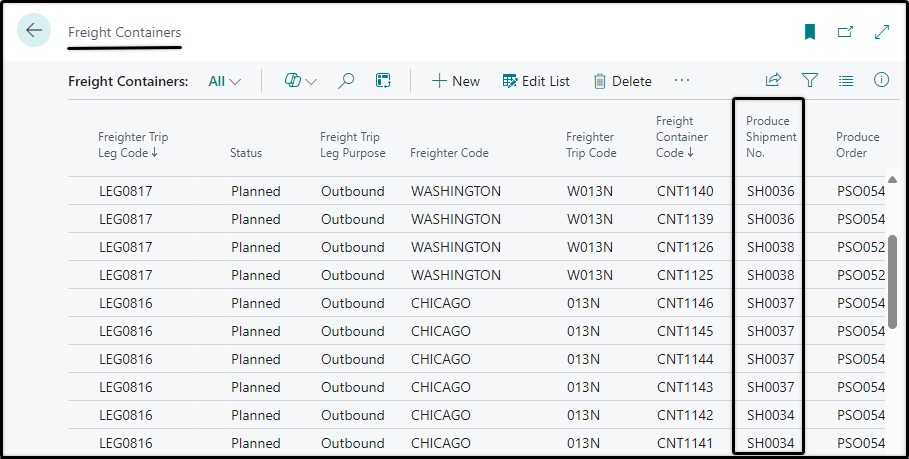 Freight Containers
Freight Containers: All New Edit List Delete ...
Freighter Trip Leg Code ↓ Status Freight Trip Leg Purpose Freighter Code Freighter Trip Code Freight Container Code ↓ Produce Shipment No. Produce Order
LEG0817 Planned Outbound WASHINGTON W013N CNT1140 SH0036 PSO054
LEG0817 Planned Outbound WASHINGTON W013N CNT1139 SH0036 PSO054
LEG0817 Planned Outbound WASHINGTON W013N CNT1126 SH0038 PSO052
LEG0817 Planned Outbound WASHINGTON W013N CNT1125 SH0038 PSO052
LEG0816 Planned Outbound CHICAGO 013N CNT1146 SH0037 PSO054
LEG0816 Planned Outbound CHICAGO 013N CNT1145 SH0037 PSO054
LEG0816 Planned Outbound CHICAGO 013N CNT1144 SH0037 PSO054
LEG0816 Planned Outbound CHICAGO 013N CNT1143 SH0037 PSO054
LEG0816 Planned Outbound CHICAGO 013N CNT1142 SH0034 PSO054
LEG0816 Planned Outbound CHICAGO 013N CNT1141 SH0034 PSO054